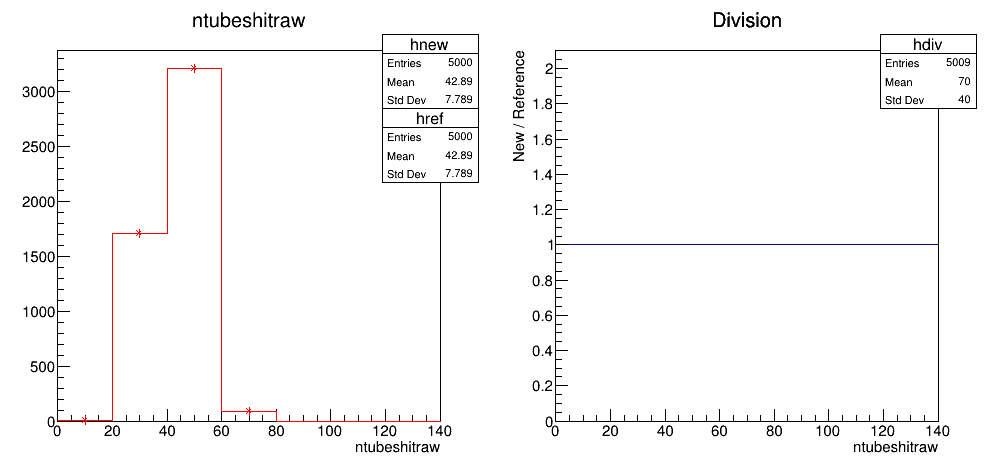 ntubeshitraw
hnew
Entries 5000
Mean 42.89
Std Dev 7.789
href
Entries 5000
Mean 42.89
Std Dev 7.789
3000
2500
2000
1500
1000
500
0
0 20 40 60 80 100 120 140
ntubeshitraw
Division
hdiv
Entries 5009
Mean 70
Std Dev 40
New / Reference
2
1.8
1.6
1.4
1.2
1
0.8
0.6
0.4
0.2
0
0 20 40 60 80 100 120 140
ntubeshitraw